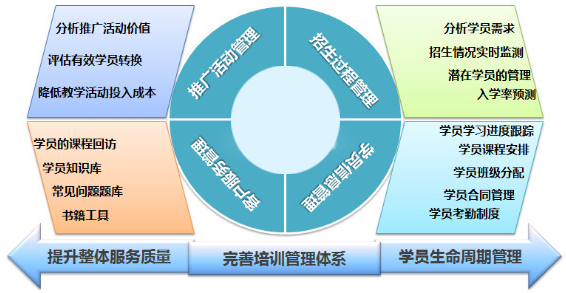 分析推广活动价值
评估有效学员转换
降低教学活动投入成本
推广活动管理
招生过程管理
分析学员需求
招生情况实时监测
潜在学员的管理
入学率预测
学员的课程回访
学员知识库
常见问题题库
书籍工具
客户服务管理
学员信息管理
学员学习进度跟踪
学员课程安排
学员班级分配
学员合同管理
学员考勤制度
提升整体服务质量
完善培训管理体系
学员生命周期管理